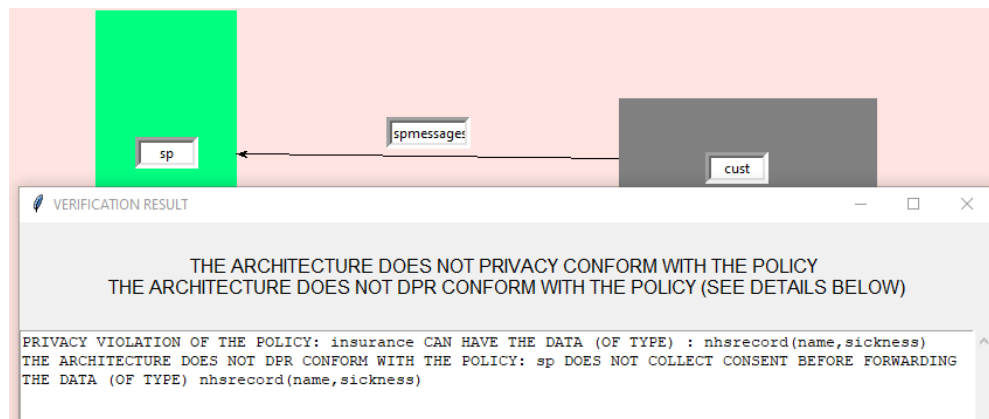 spmessages
sp
cust
VERIFICATION RESULT
THE ARCHITECTURE DOES NOT PRIVACY CONFORM WITH THE POLICY
THE ARCHITECTURE DOES NOT DPR CONFORM WITH THE POLICY (SEE DETAILS BELOW)
PRIVACY VIOLATION OF THE POLICY: insurance CAN HAVE THE DATA (OF TYPE) : nhsrecord(name,sickness)
THE ARCHITECTURE DOES NOT DPR CONFORM WITH THE POLICY: sp DOES NOT COLLECT CONSENT BEFORE FORWARDING
THE DATA (OF TYPE) nhsrecord(name,sickness)